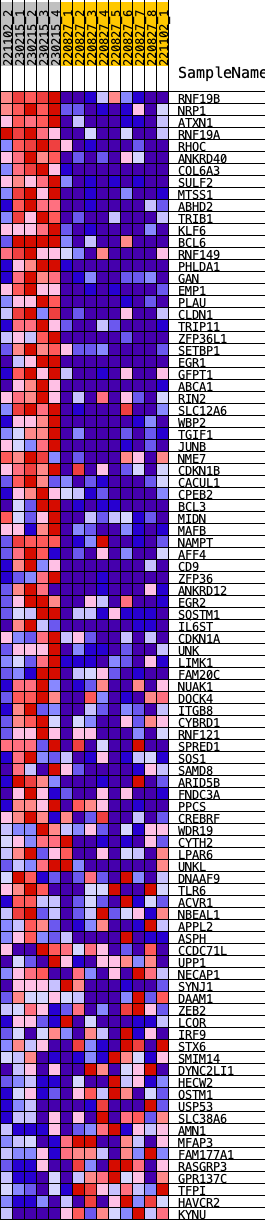 221102_
230215_1
230215_2
230215_3
230215_4
220827_1
220827_2
220827_3
220827_4
220827_5
220827_6
220827_7
220827_8
221102_1
SampleName
RNF19B
NRP1
ATXN1
RNF19A
RHOC
ANKRD40
COL6A3
SULF2
MTSS1
ABHD2
TRIB1
KLF6
BCL6
RNF149
PHLDA1
GAN
EMP1
PLAU
CLDN1
TRIP11
ZFP36L1
SETBP1
EGR1
GFPT1
ABCA1
RIN2
SLC12A6
WBP2
TGIF1
JUNB
NME7
CDKN1B
CACUL1
CPEB2
BCL3
MIDN
MAFB
NAMPT
AFF4
CD9
ZFP36
ANKRD12
EGR2
SQSTM1
IL6ST
CDKN1A
UNK
LIMK1
FAM20C
NUAK1
DOCK4
ITGB8
CYBRD1
RNF121
SPRED1
SOS1
SAMD8
ARID5B
FNDC3A
PPCS
CREBRF
WDR19
CYTH2
LPAR6
UNKL
DNAAF9
TLR6
ACVR1
NBEAL1
APPL2
ASPH
CCDC71L
UPP1
NECAP1
SYNJ1
DAAM1
ZEB2
LCOR
IRF9
STX6
SMIM14
DYNC2LI1
HECW2
OSTM1
USP53
SLC38A6
AMN1
MFAP3
FAM177A1
RASGRP3
GPR137C
TFPI
HAVCR2
KYNU